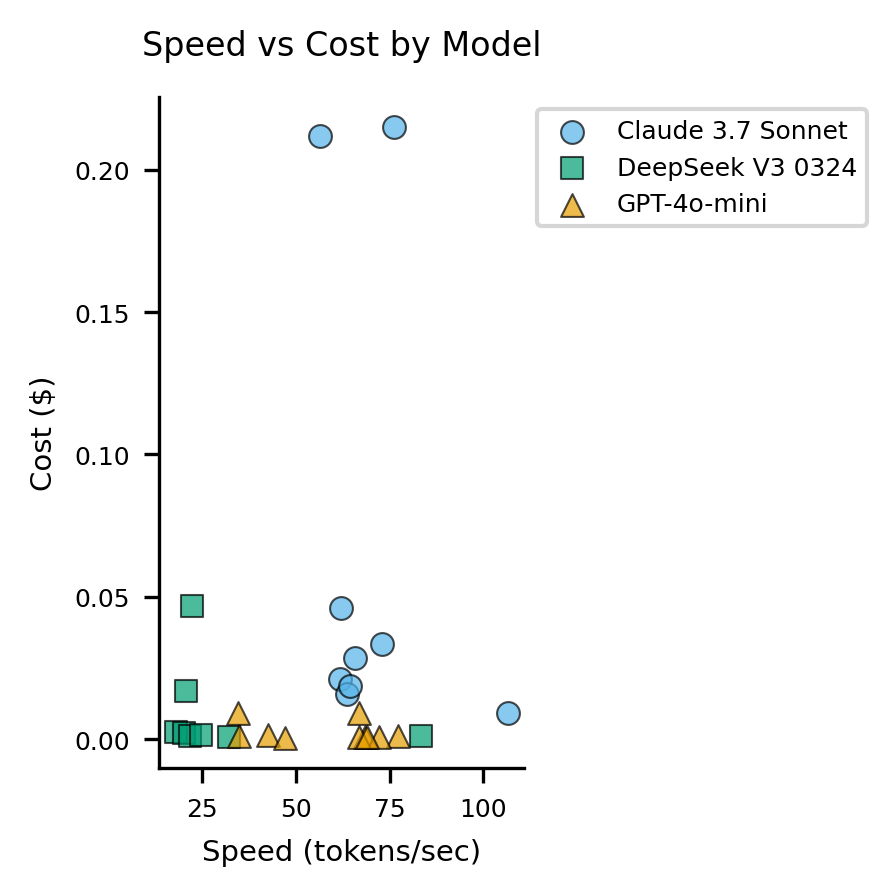 Speed vs Cost by Model
Claude 3.7 Sonnet
DeepSeek V3 0324
GPT-4o-mini
Cost ($)
0.20
0.15
0.10
0.05
0.00
25 50 75 100
Speed (tokens/sec)